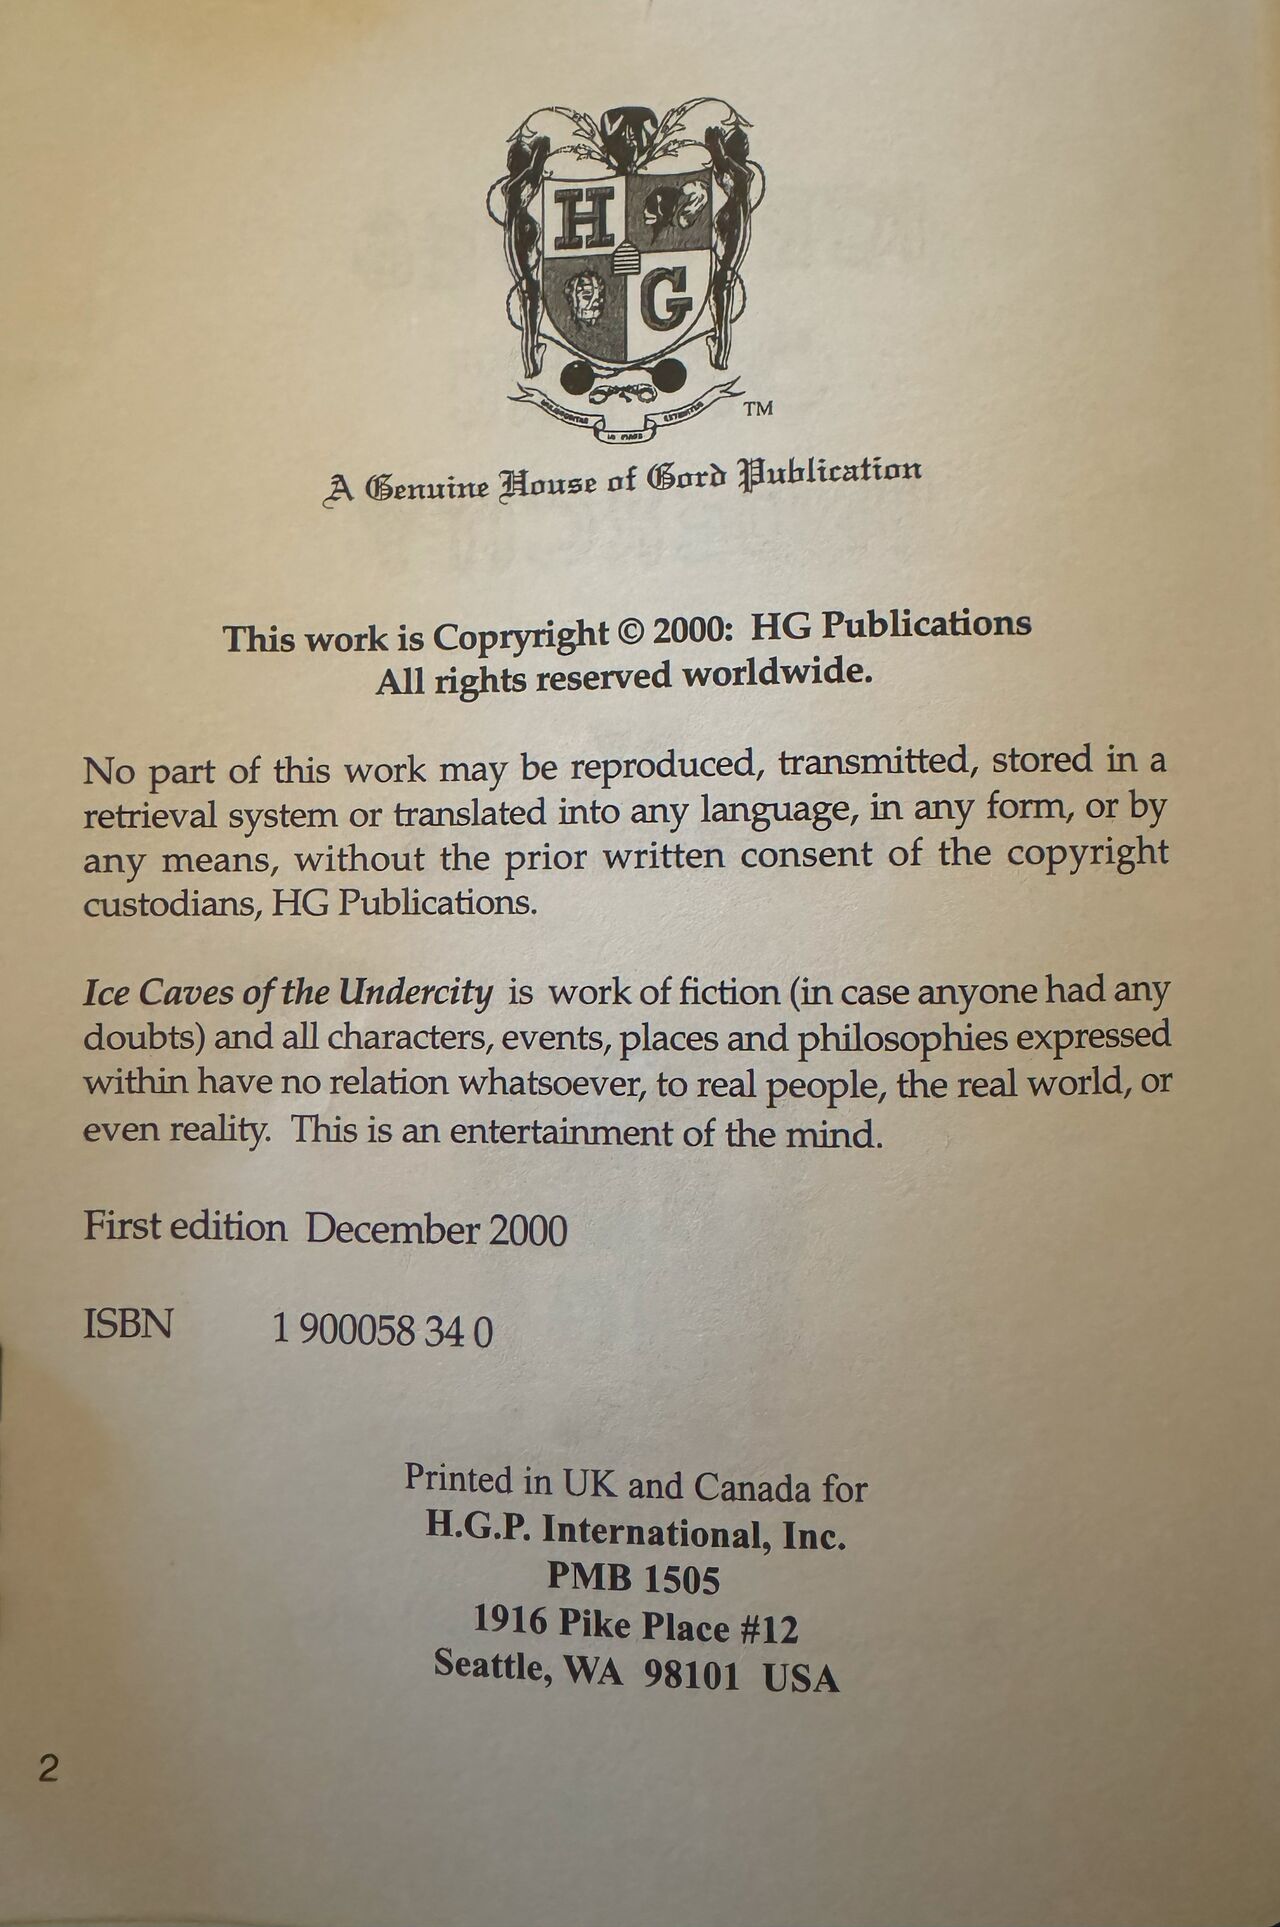 H
G
TM
A Genuine House of Gord Publication
This work is Copryright © 2000: HG Publications
All rights reserved worldwide.
No part of this work may be reproduced, transmitted, stored in a
retrieval system or translated into any language, in any form, or by
any means, without the prior written consent of the copyright
custodians, HG Publications.
Ice Caves of the Undercity is work of fiction (in case anyone had any
doubts) and all characters, events, places and philosophies expressed
within have no relation whatsoever, to real people, the real world, or
even reality. This is an entertainment of the mind.
First edition December 2000
ISBN 1 900058 34 0
Printed in UK and Canada for
H.G.P. International, Inc.
PMB 1505
1916 Pike Place #12
Seattle, WA 98101 USA
2